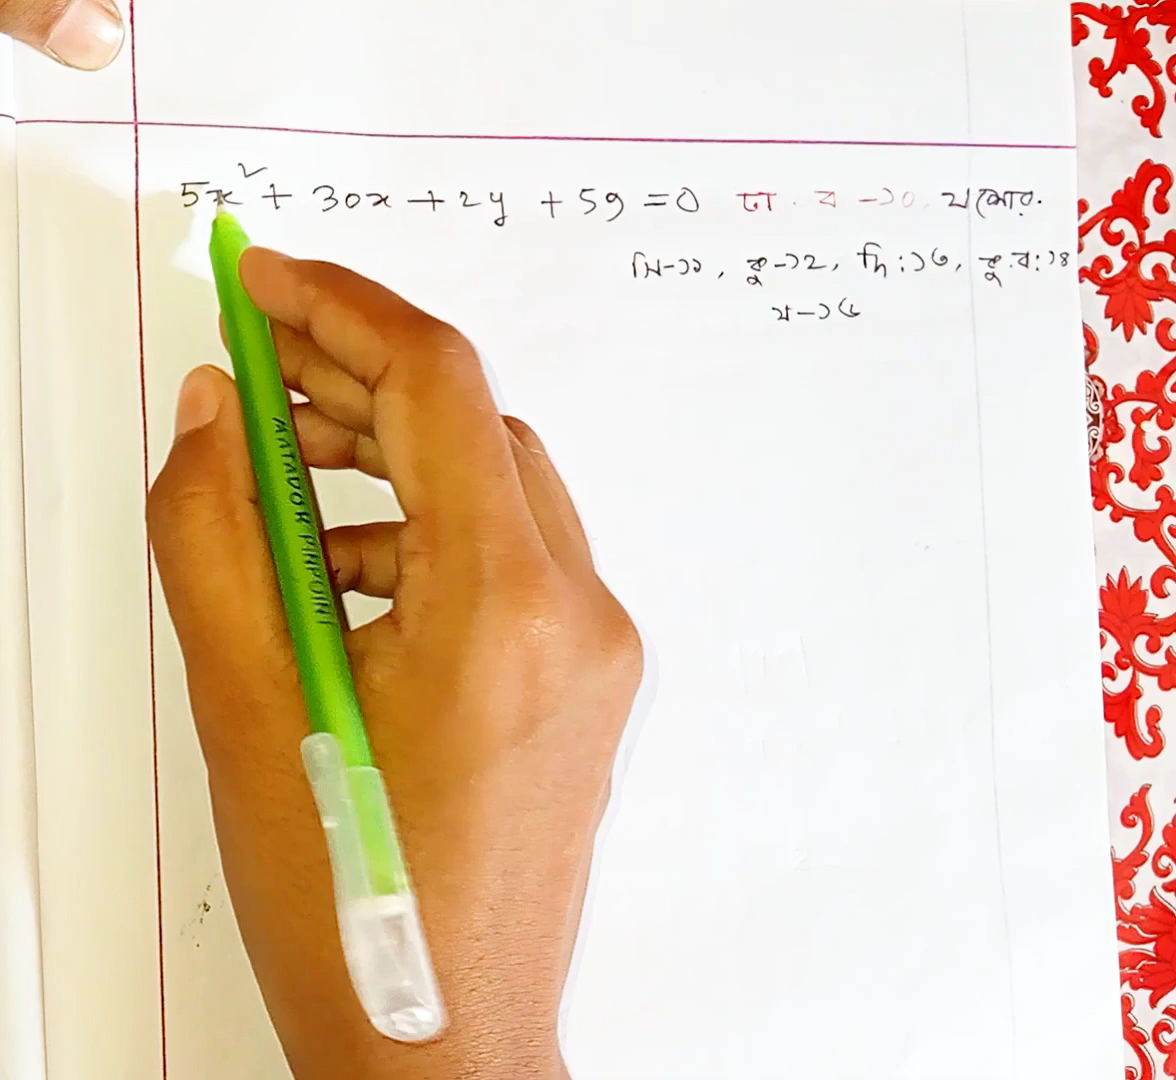 5x² + 30x + 2y + 59 = 0 ঢা. ব -১০, যশোর.
সি-১১, কু-১২, দি:১৬, কু.ব:১৪
য-১৬
MATADOR PINPOINT